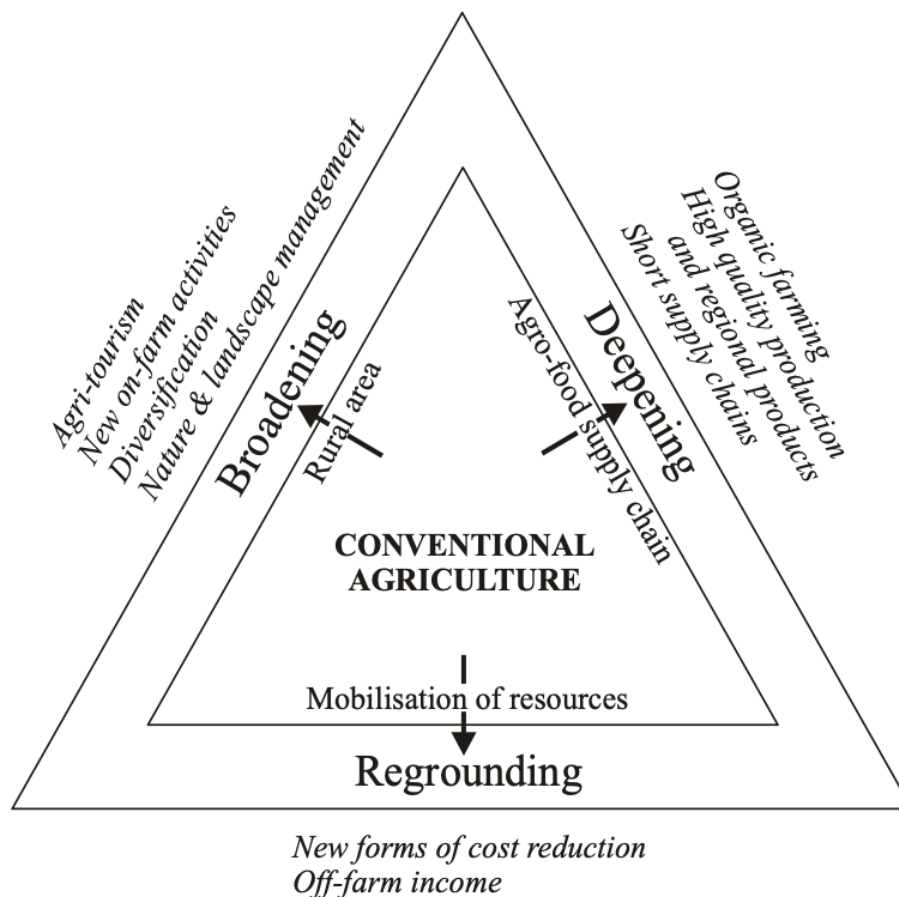 Agri-tourism
New on-farm activities
Diversification
Nature & landscape management
Broadening
Rural area
Organic farming
High quality production
and regional products
Short supply chains
Deepening
Agro-food supply chain
CONVENTIONAL
AGRICULTURE
Mobilisation of resources
Regrounding
New forms of cost reduction
Off-farm income